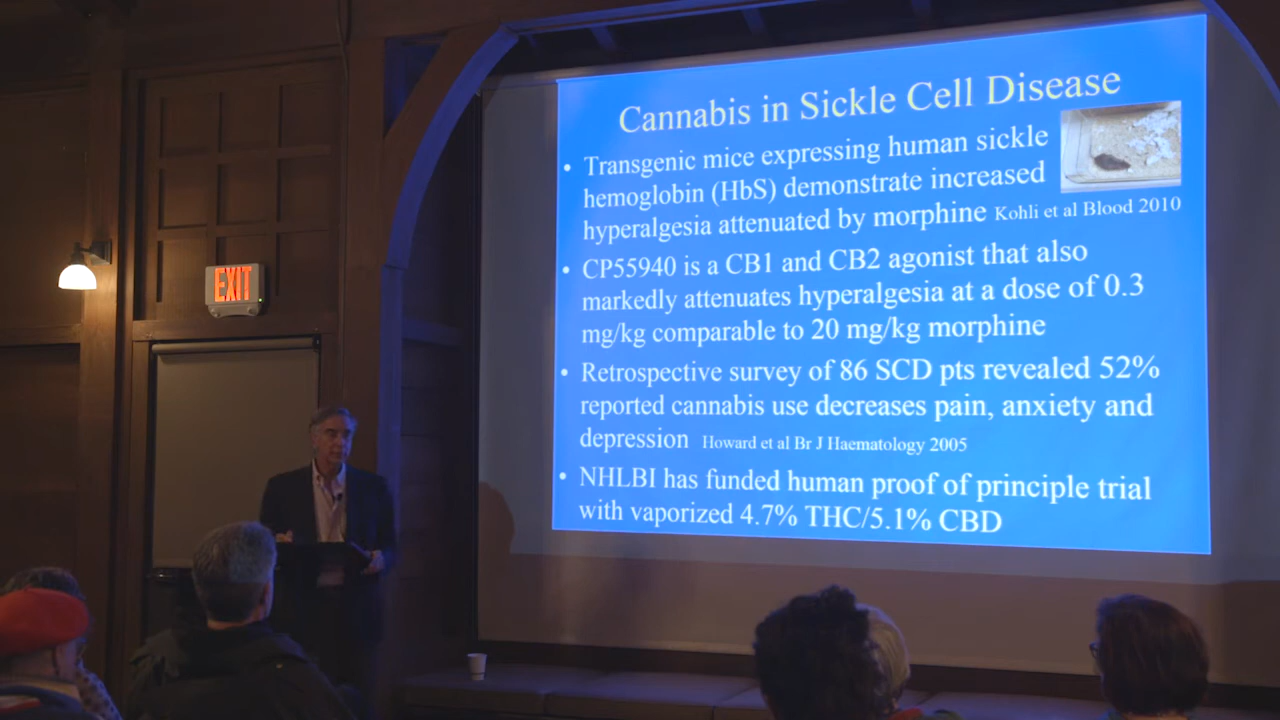 EXIT
Cannabis in Sickle Cell Disease
• Transgenic mice expressing human sickle
hemoglobin (HbS) demonstrate increased
hyperalgesia attenuated by morphine Kohli et al Blood 2010
• CP55940 is a CB1 and CB2 agonist that also
markedly attenuates hyperalgesia at a dose of 0.3
mg/kg comparable to 20 mg/kg morphine
• Retrospective survey of 86 SCD pts revealed 52%
reported cannabis use decreases pain, anxiety and
depression Howard et al Br J Haematology 2005
• NHLBI has funded human proof of principle trial
with vaporized 4.7% THC/5.1% CBD